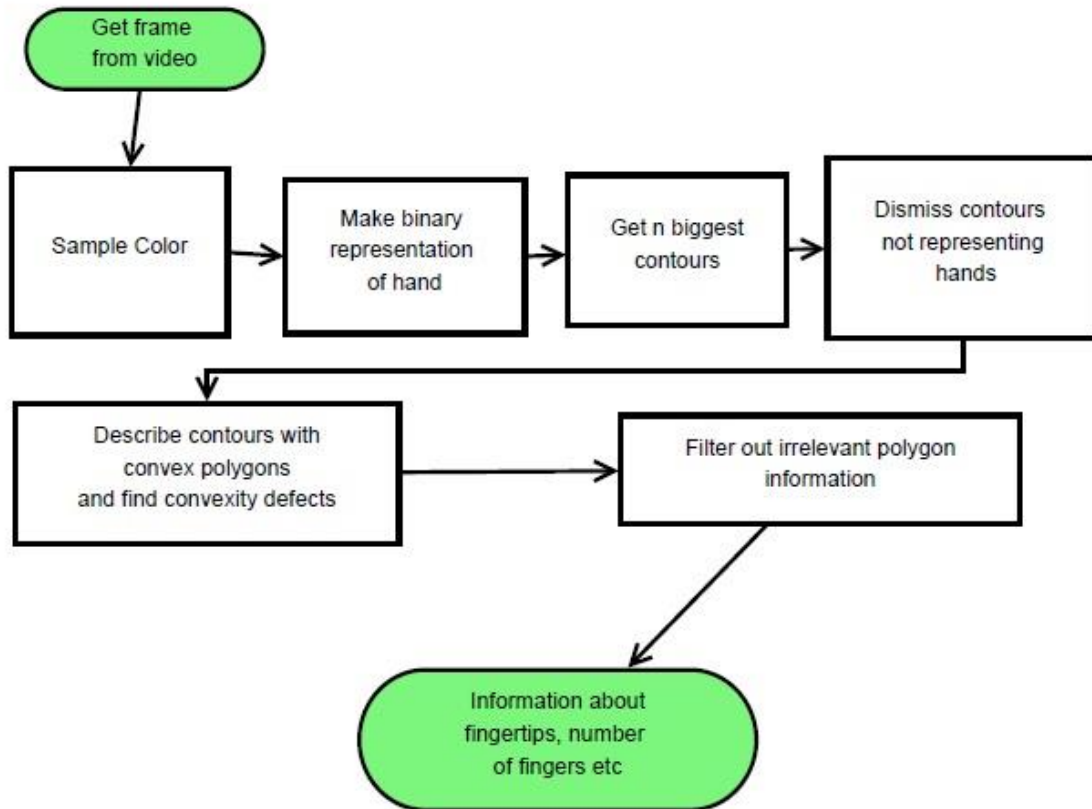 Get frame
from video
Sample Color
Make binary
representation
of hand
Get n biggest
contours
Dismiss contours
not representing
hands
Describe contours with
convex polygons
and find convexity defects
Filter out irrelevant polygon
information
Information about
fingertips, number
of fingers etc